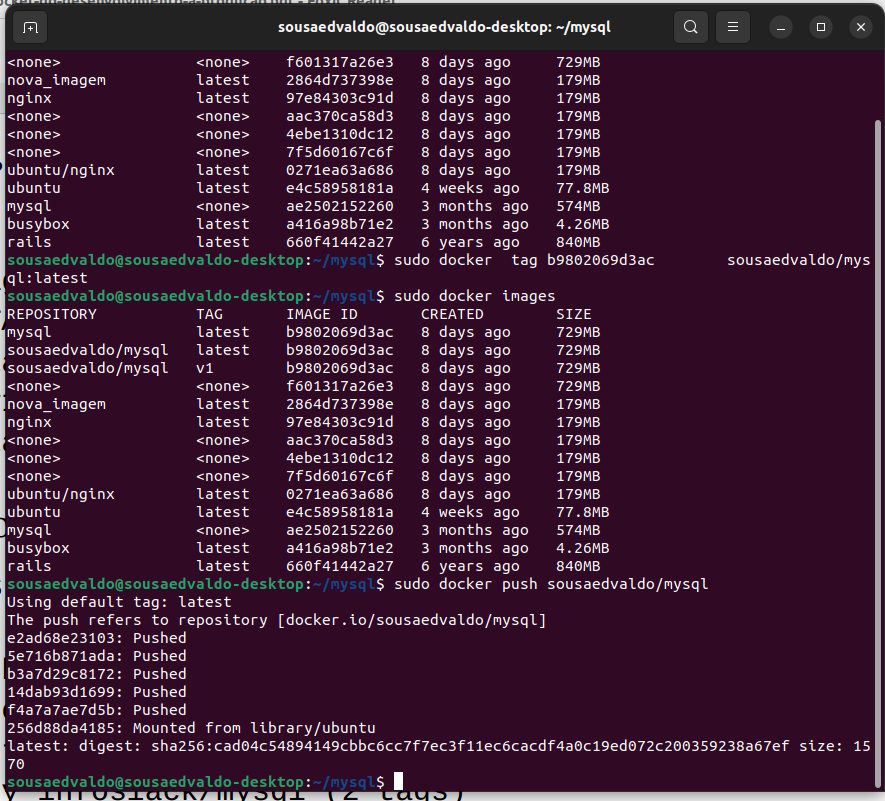 sousaedvaldo@sousaedvaldo-desktop: ~/mysql
<none> <none> f601317a26e3 8 days ago 729MB
nova_imagem latest 2864d737398e 8 days ago 179MB
nginx latest 97e84303c91d 8 days ago 179MB
<none> <none> aac370ca58d3 8 days ago 179MB
<none> <none> 4ebe1310dc12 8 days ago 179MB
<none> <none> 7f5d60167c6f 8 days ago 179MB
ubuntu/nginx latest 0271ea63a686 8 days ago 179MB
ubuntu latest e4c58958181a 4 weeks ago 77.8MB
mysql <none> ae2502152260 3 months ago 574MB
busybox latest a416a98b71e2 3 months ago 4.26MB
rails latest 660f41442a27 6 years ago 840MB
sousaedvaldo@sousaedvaldo-desktop:~/mysql$ sudo docker tag b9802069d3ac sousaedvaldo/mys
ql:latest
sousaedvaldo@sousaedvaldo-desktop:~/mysql$ sudo docker images
REPOSITORY TAG IMAGE ID CREATED SIZE
mysql latest b9802069d3ac 8 days ago 729MB
sousaedvaldo/mysql latest b9802069d3ac 8 days ago 729MB
sousaedvaldo/mysql v1 b9802069d3ac 8 days ago 729MB
<none> <none> f601317a26e3 8 days ago 729MB
nova_imagem latest 2864d737398e 8 days ago 179MB
nginx latest 97e84303c91d 8 days ago 179MB
<none> <none> aac370ca58d3 8 days ago 179MB
<none> <none> 4ebe1310dc12 8 days ago 179MB
<none> <none> 7f5d60167c6f 8 days ago 179MB
ubuntu/nginx latest 0271ea63a686 8 days ago 179MB
ubuntu latest e4c58958181a 4 weeks ago 77.8MB
mysql <none> ae2502152260 3 months ago 574MB
busybox latest a416a98b71e2 3 months ago 4.26MB
rails latest 660f41442a27 6 years ago 840MB
sousaedvaldo@sousaedvaldo-desktop:~/mysql$ sudo docker push sousaedvaldo/mysql
Using default tag: latest
The push refers to repository [docker.io/sousaedvaldo/mysql]
e2ad68e23103: Pushed
5e716b871ada: Pushed
b3a7d29c8172: Pushed
14dab93d1699: Pushed
f4a7a7ae7d5b: Pushed
256d88da4185: Mounted from library/ubuntu
latest: digest: sha256:cad04c54894149cbbc6cc7f7ec3f11ec6cacdf4a0c19ed072c200359238a67ef size: 15
70
sousaedvaldo@sousaedvaldo-desktop:~/mysql$
y infoslack/mysql (2 tags)